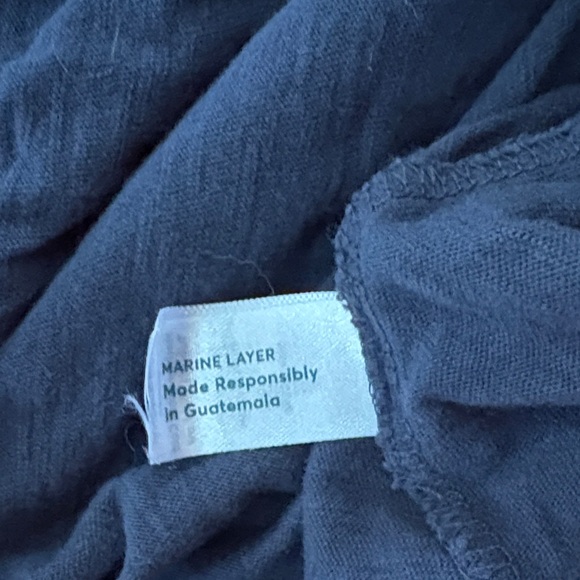 MARINE LAYER
Made Responsibly
in Guatemala